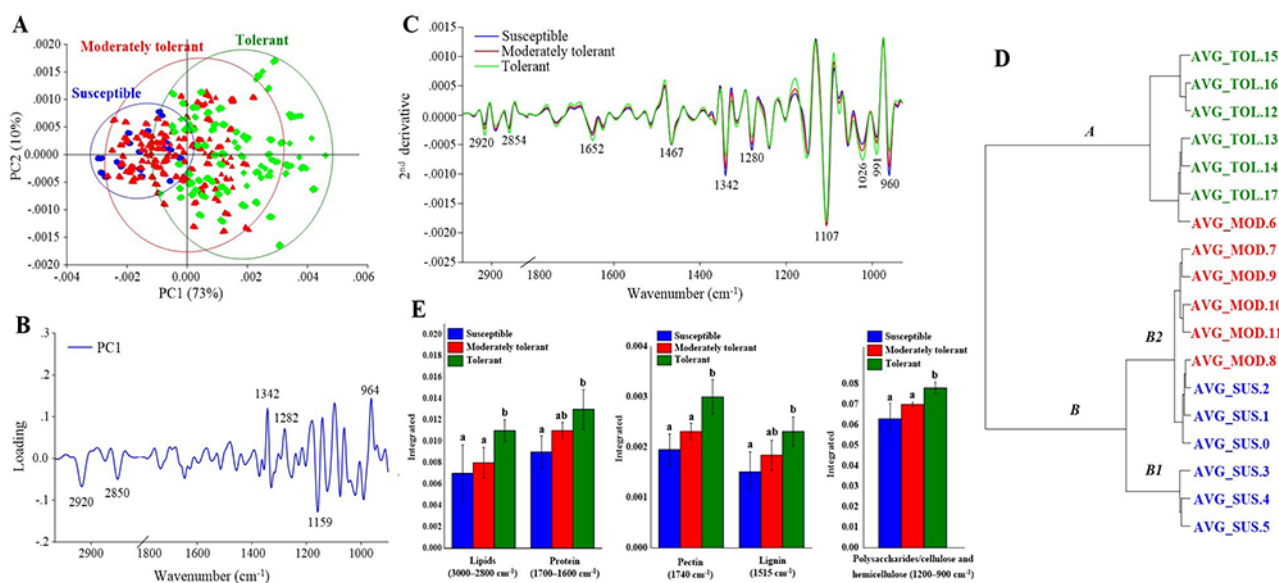 A
Moderately tolerant
Tolerant
Susceptible
PC2 (10%)
.0020
.0015
.0010
.0005
0.000
-.0005
-.0010
-.0015
-.0020
-.004
-.002
0.000
.002
.004
.006
PC1 (73%)
B
PC1
Loading
.3
.2
.1
0.0
-.1
-.2
2920
2850
1342
1282
1159
964
2900
1800
1600
1400
1200
1000
Wavenumber (cm-1)
C
Susceptible
Moderately tolerant
Tolerant
2nd derivative
.0015
.0010
.0005
0.0000
-.0005
-.0010
-.0015
-.0020
-.0025
2920
2854
1652
1467
1342
1280
1107
1026
991
960
2900
1800
1600
1400
1200
1000
Wavenumber (cm-1)
D
A
B
B2
B1
AVG_TOL.15
AVG_TOL.16
AVG_TOL.12
AVG_TOL.13
AVG_TOL.14
AVG_TOL.17
AVG_MOD.6
AVG_MOD.7
AVG_MOD.9
AVG_MOD.10
AVG_MOD.11
AVG_MOD.8
AVG_SUS.2
AVG_SUS.1
AVG_SUS.0
AVG_SUS.3
AVG_SUS.4
AVG_SUS.5
E
Susceptible
Moderately tolerant
Tolerant
Integrated
0.020
0.018
0.016
0.014
0.012
0.010
0.008
0.006
0.004
0.002
0.000
a
a
b
a
ab
b
Lipids
(3000–2800 cm-1)
Protein
(1700–1600 cm-1)
Susceptible
Moderately tolerant
Tolerant
Integrated
0.004
0.003
0.002
0.001
0.000
a
a
b
a
ab
b
Pectin
(1740 cm-1)
Lignin
(1515 cm-1)
Susceptible
Moderately tolerant
Tolerant
Integrated
0.08
0.07
0.06
0.05
0.04
0.03
0.02
0.01
0.00
a
a
b
Polysaccharides/cellulose and
hemicellulose (1200–900 cm-1)